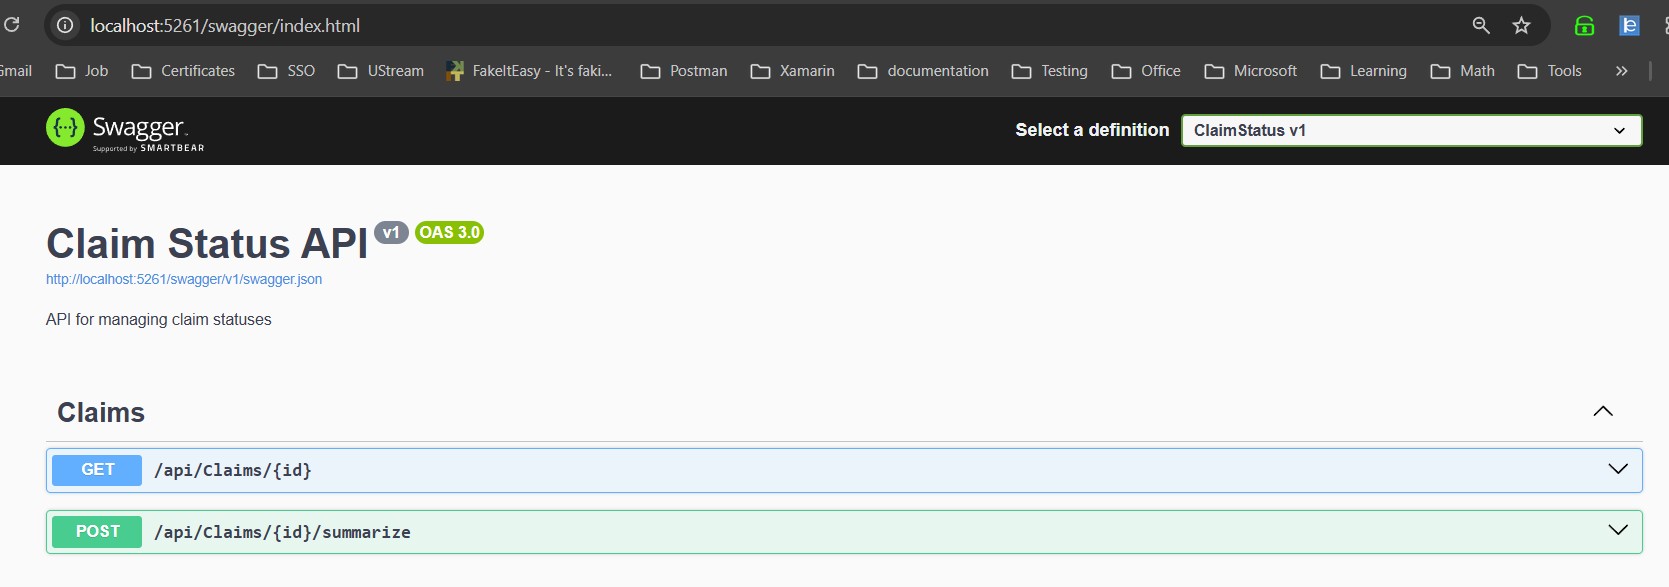 localhost:5261/swagger/index.html
Gmail Job Certificates SSO UStream FakeItEasy - It's faki... Postman Xamarin documentation Testing Office Microsoft Learning Math Tools »
{···} Swagger™ Select a definition ClaimStatus v1
Supported by SMARTBEAR
Claim Status API v1 OAS 3.0
http://localhost:5261/swagger/v1/swagger.json
API for managing claim statuses
Claims
GET /api/Claims/{id}
POST /api/Claims/{id}/summarize